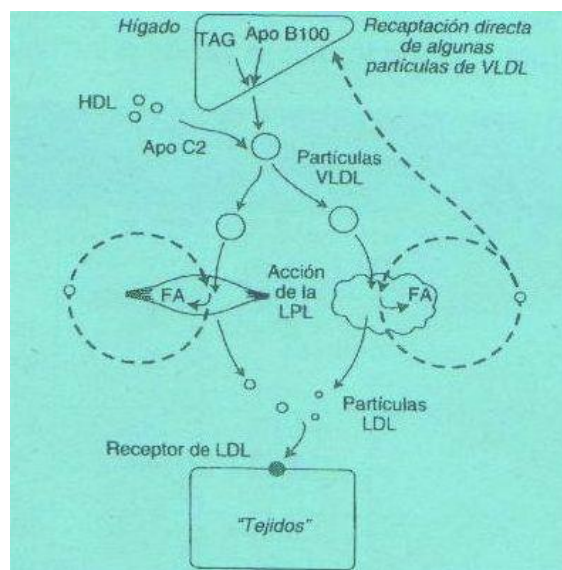 Hígado
TAG
Apo B100
Recaptación directa
de algunas
partículas de VLDL
HDL
Apo C2
Partículas
VLDL
FA
Acción
de la
LPL
FA
Partículas
LDL
Receptor de LDL
"Tejidos"